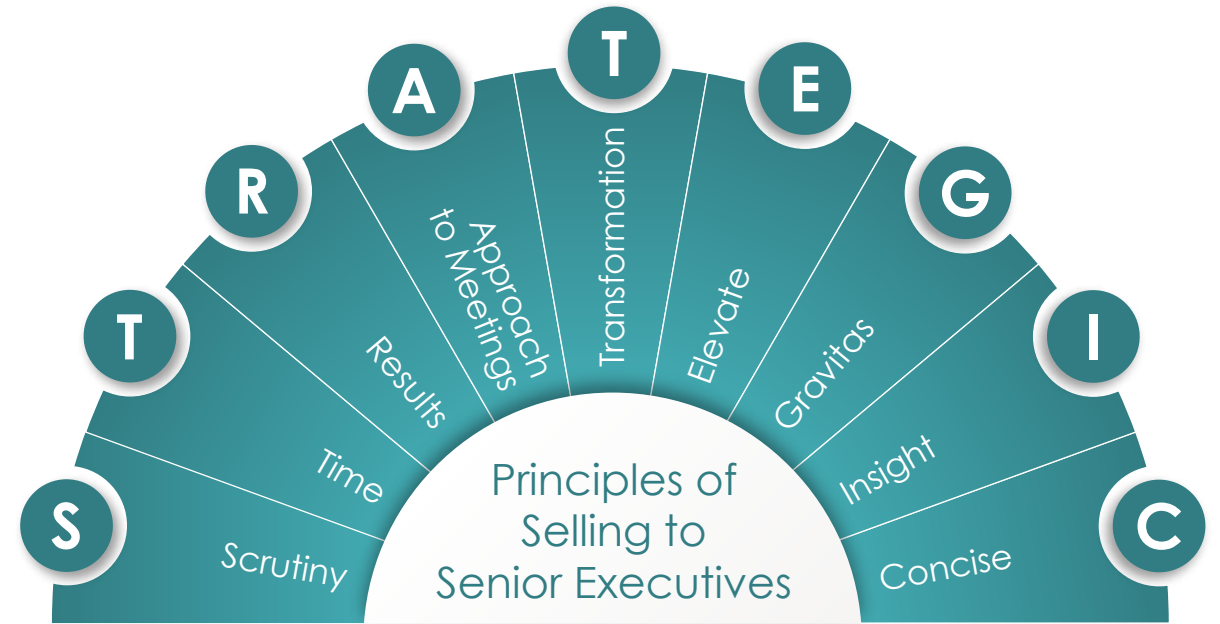 S
T
R
A
T
E
G
I
C
Scrutiny
Time
Results
Approach
to Meetings
Transformation
Elevate
Gravitas
Insight
Concise
Principles of
Selling to
Senior Executives